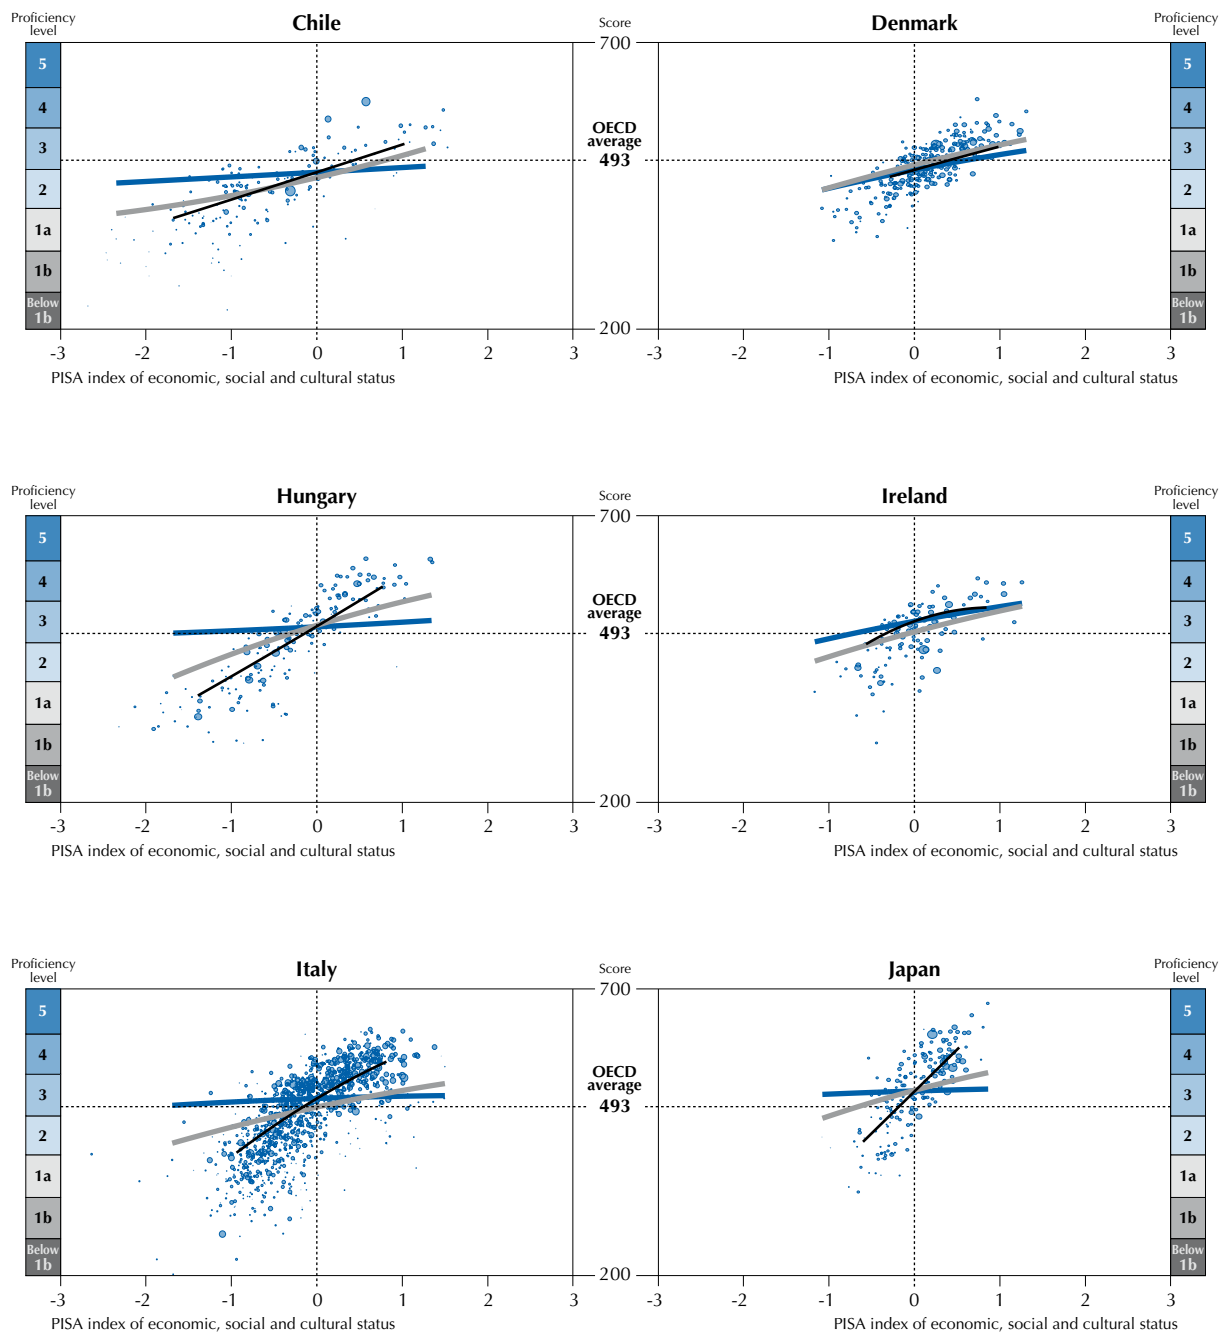 Proficiency
level
Chile
Score
Denmark
Proficiency
level
5
4
3
2
1a
1b
Below
1b
700
OECD
average
493
200
5
4
3
2
1a
1b
Below
1b
-3 -2 -1 0 1 2 3
-3 -2 -1 0 1 2 3
PISA index of economic, social and cultural status
PISA index of economic, social and cultural status
Proficiency
level
Hungary
Score
Ireland
Proficiency
level
5
4
3
2
1a
1b
Below
1b
700
OECD
average
493
200
5
4
3
2
1a
1b
Below
1b
-3 -2 -1 0 1 2 3
-3 -2 -1 0 1 2 3
PISA index of economic, social and cultural status
PISA index of economic, social and cultural status
Proficiency
level
Italy
Score
Japan
Proficiency
level
5
4
3
2
1a
1b
Below
1b
700
OECD
average
493
200
5
4
3
2
1a
1b
Below
1b
-3 -2 -1 0 1 2 3
-3 -2 -1 0 1 2 3
PISA index of economic, social and cultural status
PISA index of economic, social and cultural status